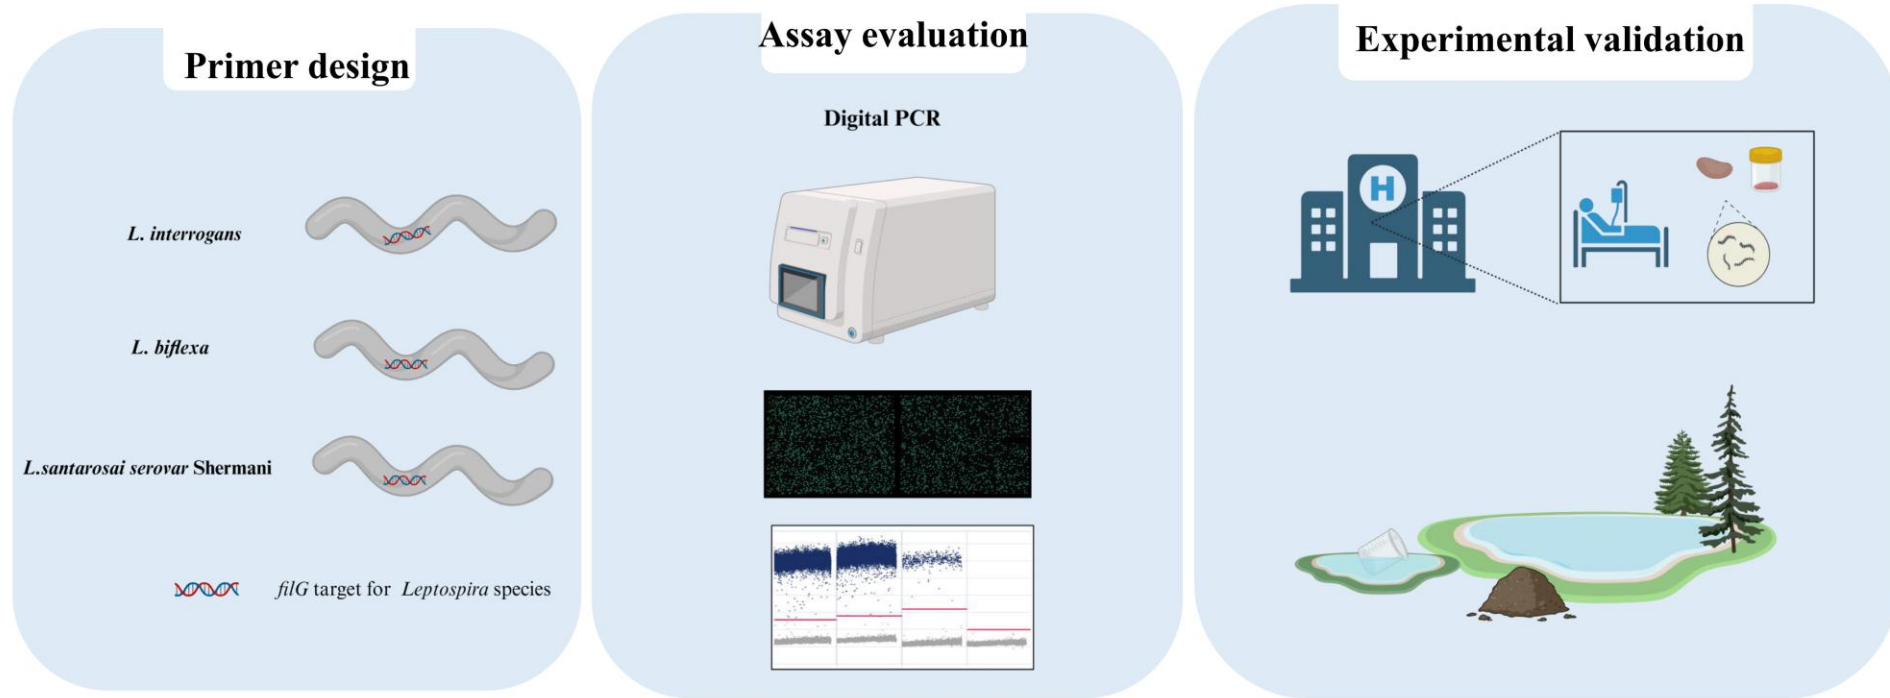 Primer design
L. interrogans
L. biflexa
L.santarosai serovar Shermani
filG target for Leptospira species
Assay evaluation
Digital PCR
Experimental validation
H